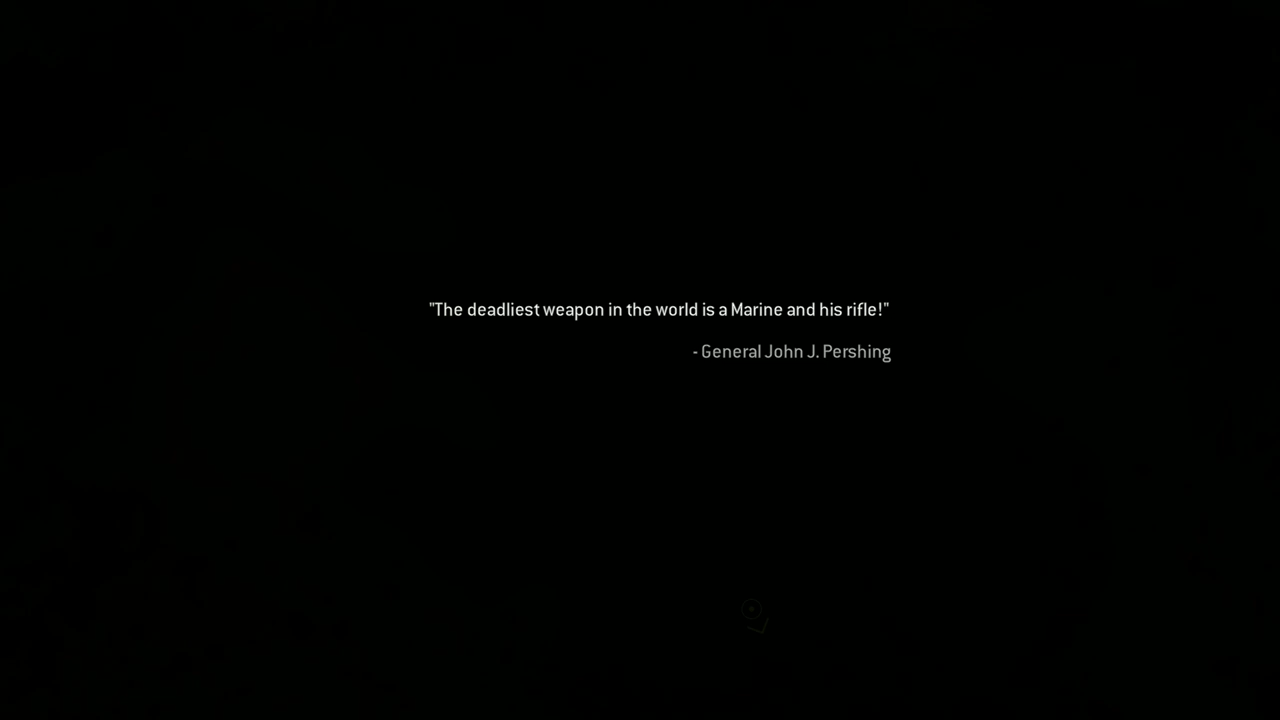 "The deadliest weapon in the world is a Marine and his rifle!"
- General John J. Pershing